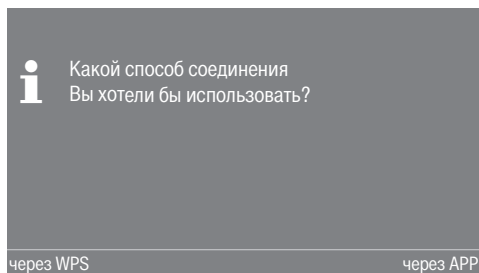 Какой способ соединения
Вы хотели бы использовать?
через WPS
через APP